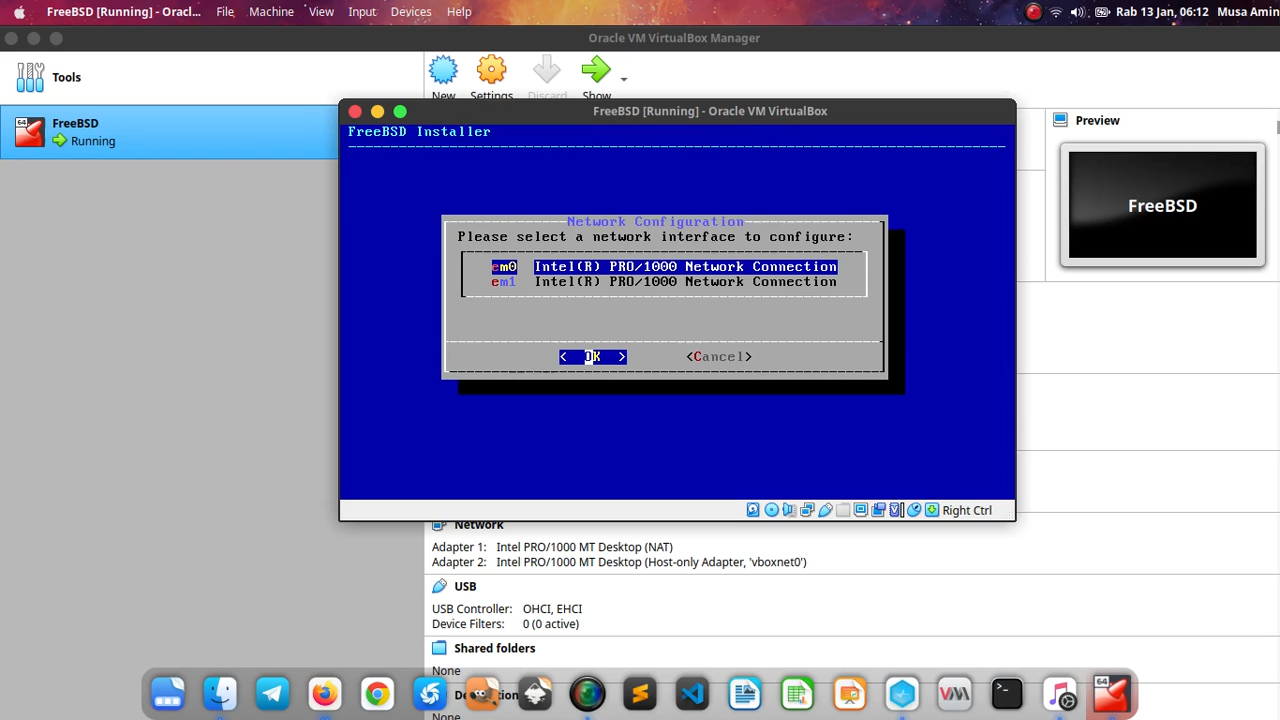 FreeBSD [Running] - Oracl... File Machine View Input Devices Help Rab 13 Jan, 06:12 Musa Amin
Oracle VM VirtualBox Manager
Tools
New Settings Discard Show
64 FreeBSD
Running
FreeBSD [Running] - Oracle VM VirtualBox
FreeBSD Installer
Network Configuration
Please select a network interface to configure:
em0 Intel(R) PRO/1000 Network Connection
em1 Intel(R) PRO/1000 Network Connection
< OK > <Cancel>
Right Ctrl
Preview
FreeBSD
Network
Adapter 1: Intel PRO/1000 MT Desktop (NAT)
Adapter 2: Intel PRO/1000 MT Desktop (Host-only Adapter, 'vboxnet0')
USB
USB Controller: OHCI, EHCI
Device Filters: 0 (0 active)
Shared folders
None